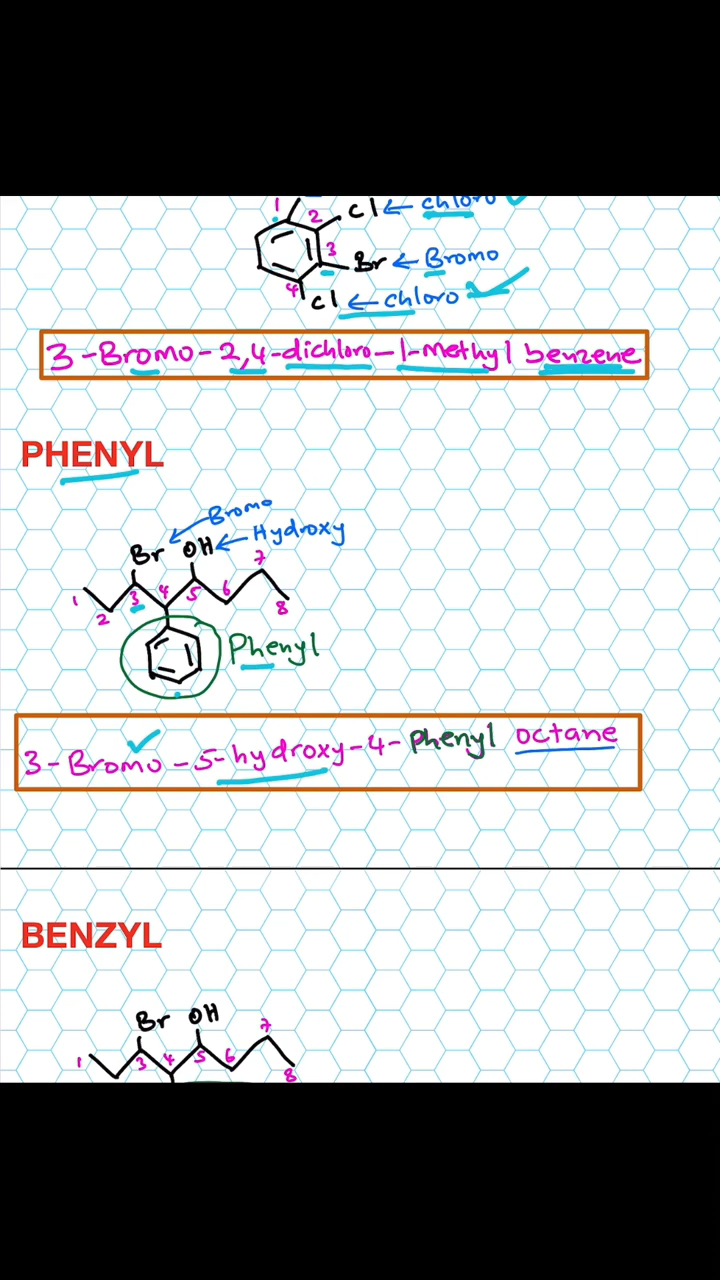 1
2 Cl ← chloro
3 Br ← Bromo
4 Cl ← chloro
3-Bromo-2,4-dichloro-1-Methyl benzene
PHENYL
Bromo
Br OH ← Hydroxy
1 2 3 4 5 6 7 8
Phenyl
3-Bromo-5-hydroxy-4-phenyl octane
BENZYL
Br OH
1 3 4 5 6 7 8